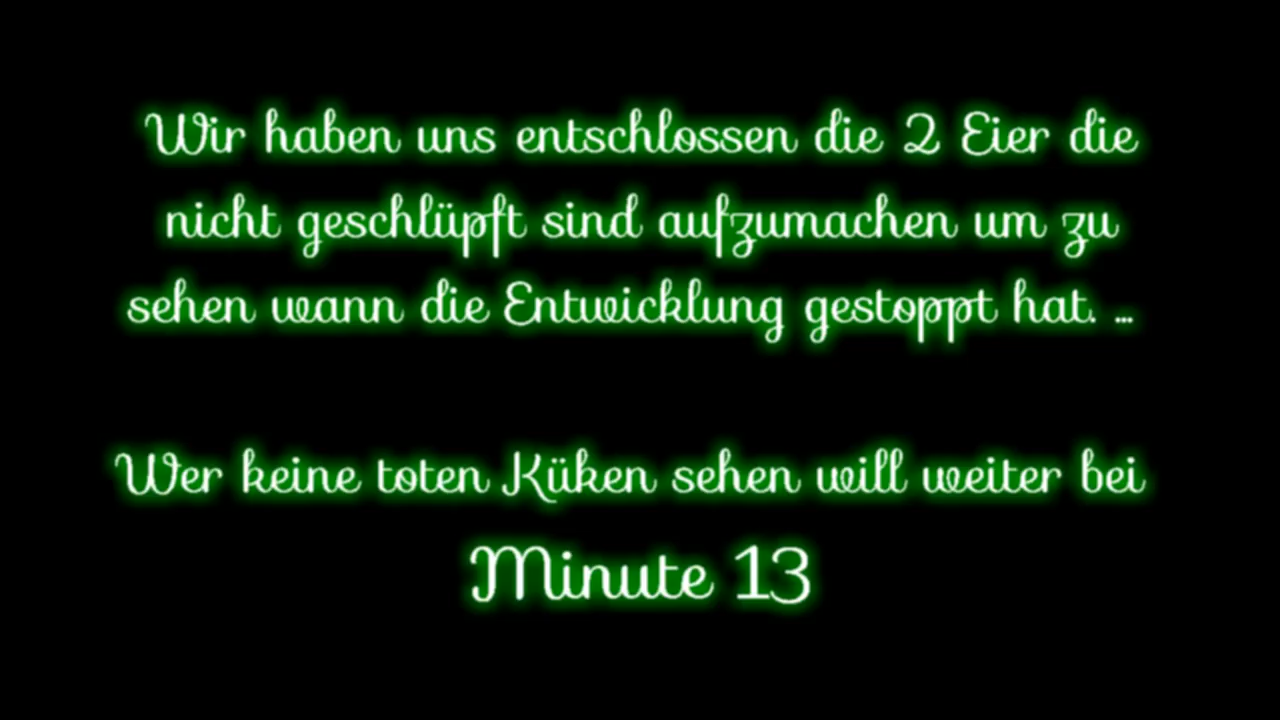 Wir haben uns entschlossen die 2 Eier die
nicht geschlüpft sind aufzumachen um zu
sehen wann die Entwicklung gestoppt hat. ...
Wer keine toten Küken sehen will weiter bei
Minute 13